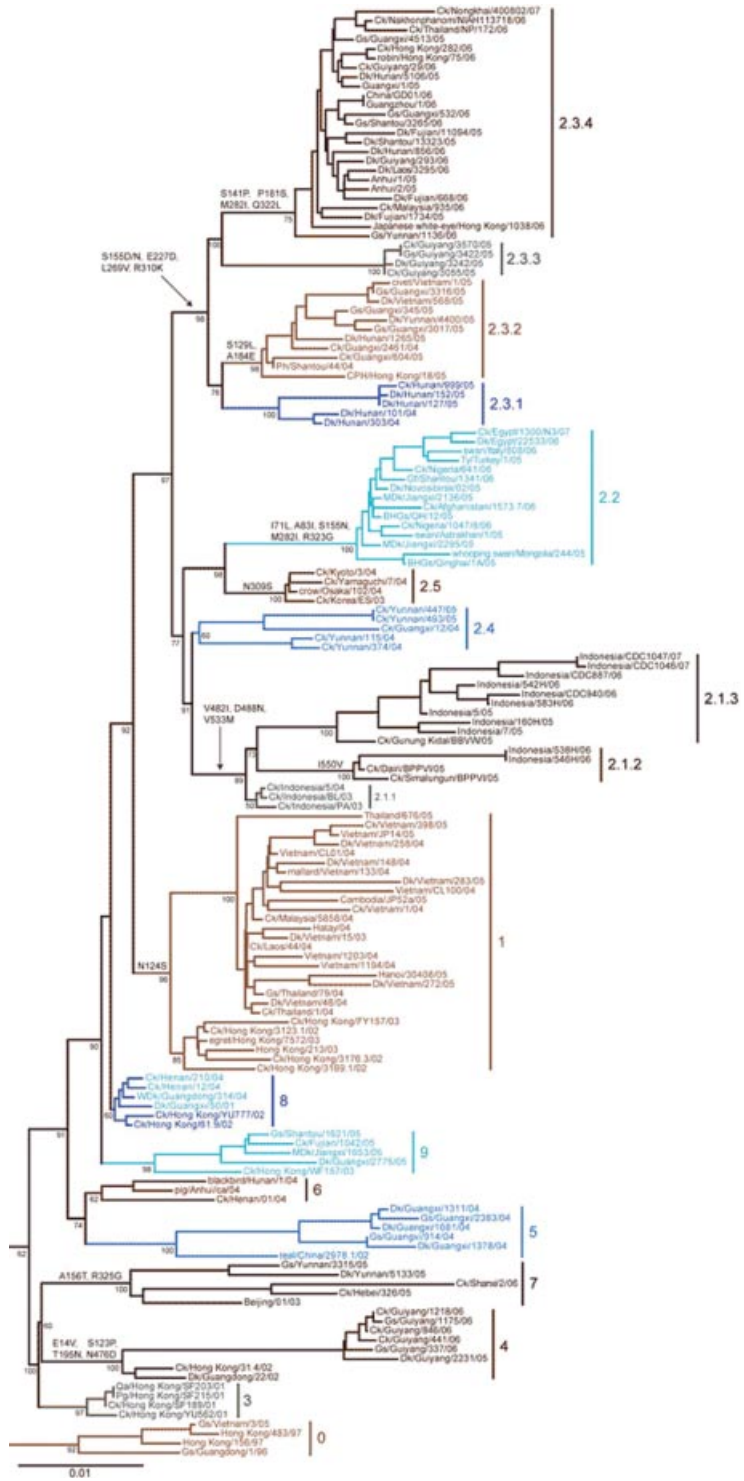 Ck/Nongkhai/400802/07
Ck/Nakhonphanom/NIAH113718/06
Ck/Thailand/NP/172/06
Gs/Guangxi/4513/05
Ck/Hong Kong/282/06
robin/Hong Kong/75/06
Ck/Guiyang/29/06
Dk/Hunan/5106/05
Guangxi/1/05
China/GD01/06
Guangzhou/1/06
Gs/Guangxi/532/06
Gs/Shantou/3265/06
Dk/Fujian/11094/05
Dk/Shantou/13323/05
Dk/Hunan/856/06
Dk/Guiyang/293/06
Dk/Laos/3295/06
Anhui/1/05
Anhui/2/05
Dk/Fujian/668/06
Ck/Malaysia/935/06
Dk/Fujian/1734/05
Japanese white-eye/Hong Kong/1038/06
Gs/Yunnan/1136/06
2.3.4
S141P, P181S,
M282I, Q322L
75
100
S155D/N, E227D,
L269V, R310K
98
Ck/Guiyang/3570/05
Gs/Guiyang/3422/05
Dk/Guiyang/3242/05
Ck/Guiyang/3055/05
100
2.3.3
civet/Vietnam/1/05
Gs/Guangxi/3316/05
Dk/Vietnam/568/05
Gs/Guangxi/345/05
Dk/Yunnan/4400/05
Gs/Guangxi/3017/05
Dk/Hunan/1265/05
Ck/Guangxi/2461/04
Ck/Guangxi/604/05
Ph/Shantou/44/04
CPH/Hong Kong/18/05
2.3.2
S129L,
A184E
98
76
Ck/Hunan/999/05
Dk/Hunan/152/05
Dk/Hunan/127/05
Dk/Hunan/101/04
Dk/Hunan/303/04
100
2.3.1
87
Ck/Egypt/1300/N3/07
Gk/Egypt/22533/06
swan/Italy/808/06
Ty/Turkey/1/05
Ck/Nigeria/641/06
Gf/Shantou/1341/06
Dk/Novosibirsk/02/05
MDk/Jiangxi/2136/05
Ck/Afghanistan/1573.7/06
BHGs/QH/12/05
Ck/Nigeria/1047/8/06
swan/Astrakhan/1/05
MDk/Jiangxi/2295/05
whooping swan/Mongolia/244/05
BHGs/Qinghai/1A/05
2.2
I71L, A83I, S155N,
M282I, R323G
100
98
N309S
Ck/Kyoto/3/04
Ck/Yamaguchi/7/04
crow/Osaka/102/04
Ck/Korea/ES/03
100
2.5
77
Ck/Yunnan/447/05
Ck/Yunnan/493/05
Ck/Guangxi/12/04
Ck/Yunnan/115/04
Ck/Yunnan/374/04
60
2.4
91
V482I, D488N,
V533M
Indonesia/CDC1047/07
Indonesia/CDC1046/07
Indonesia/CDC887/06
Indonesia/542H/06
Indonesia/CDC940/06
Indonesia/583H/06
Indonesia/5/05
Indonesia/160H/05
Indonesia/7/05
Ck/Gunung Kidal/BBVW/05
100
2.1.3
73
I550V
Indonesia/538H/06
Indonesia/546H/06
Ck/Dairi/BPPVI/05
Ck/Simalungun/BPPVI/05
100
2.1.2
99
Ck/Indonesia/5/04
Ck/Indonesia/BL/03
Ck/Indonesia/PA/03
50
2.1.1
92
Thailand/676/05
Ck/Vietnam/398/05
Vietnam/JP14/05
Dk/Vietnam/258/04
Vietnam/CL01/04
Dk/Vietnam/148/04
mallard/Vietnam/133/04
Dk/Vietnam/283/05
Vietnam/CL100/04
Cambodia/JP52a/05
Ck/Vietnam/1/04
Ck/Malaysia/5858/04
Hatay/04
Dk/Vietnam/15/03
Ck/Laos/44/04
Vietnam/1203/04
Vietnam/1194/04
Hanoi/30408/05
Dk/Vietnam/272/05
Gs/Thailand/79/04
Dk/Vietnam/48/04
Ck/Thailand/1/04
Ck/Hong Kong/FY157/03
Ck/Hong Kong/3123.1/02
egret/Hong Kong/7572/03
Hong Kong/213/03
Ck/Hong Kong/3176.3/02
Ck/Hong Kong/3169.1/02
100
N124S
96
85
1
90
Ck/Henan/210/04
Ck/Henan/12/04
WDk/Guangdong/314/04
Dk/Guangxi/50/01
Ck/Hong Kong/YU777/02
Ck/Hong Kong/61.9/02
60
8
91
Gs/Shantou/1621/05
Ck/Fujian/1042/05
MDk/Jiangxi/1653/05
Dk/Guangxi/2775/05
Ck/Hong Kong/WF157/03
98
9
blackbird/Hunan/1/04
pig/Anhui/ca/04
Ck/Henan/01/04
62
6
74
Dk/Guangxi/1311/04
Gs/Guangxi/2383/04
Dk/Guangxi/1681/04
Gs/Guangxi/914/04
Dk/Guangxi/1378/04
teal/China/2978.1/02
100
5
62
A156T, R325G
Gs/Yunnan/3315/05
Dk/Yunnan/5133/05
Ck/Shanxi/2/06
Ck/Hebei/326/05
Beijing/01/03
100
7
60
E14V, S123P,
T195N, N476D
Ck/Guiyang/1218/06
Gs/Guiyang/1175/06
Ck/Guiyang/846/06
Ck/Guiyang/441/06
Gs/Guiyang/337/06
Dk/Guiyang/2231/05
Ck/Hong Kong/31.4/02
Dk/Guangdong/22/02
100
4
Qa/Hong Kong/SF203/01
Pg/Hong Kong/SF215/01
Ck/Hong Kong/SF189/01
Ck/Hong Kong/YU562/01
97
3
Gs/Vietnam/3/05
Hong Kong/483/97
Hong Kong/156/97
Gs/Guangdong/1/96
92
0
0.01